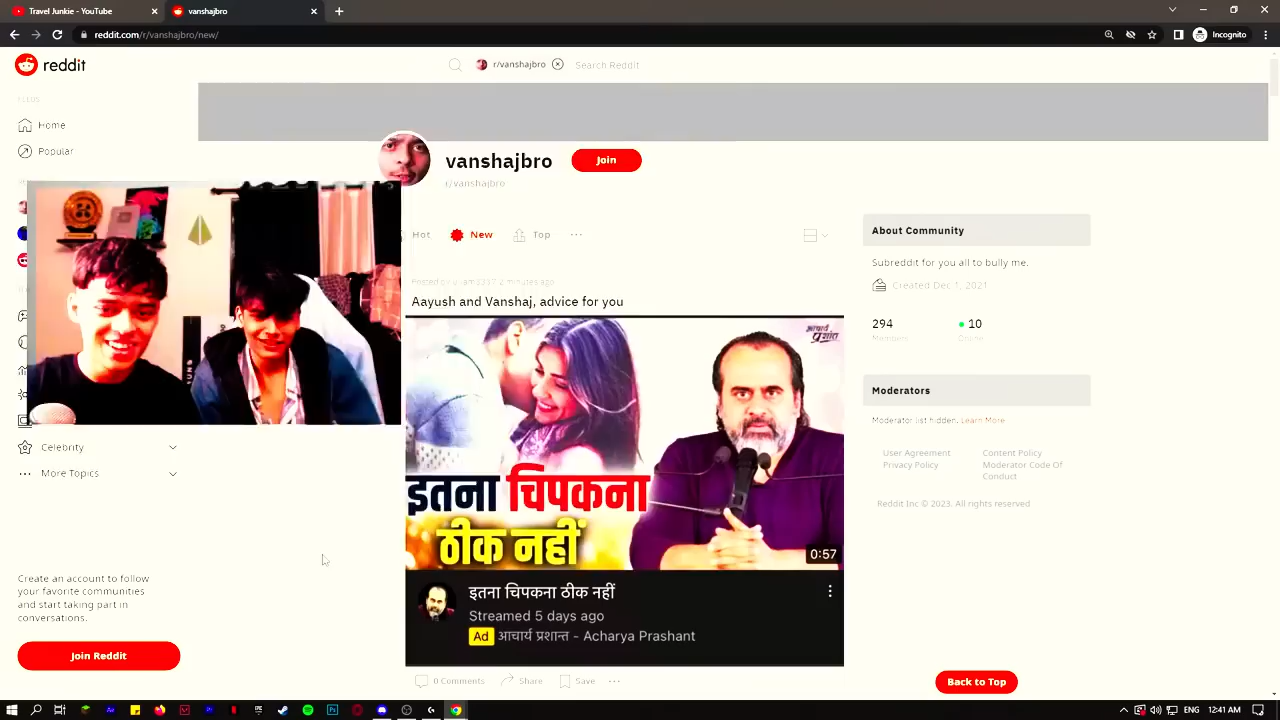 Travel Junkie - YouTube
vanshajbro
reddit.com/r/vanshajbro/new/
Incognito
reddit
r/vanshajbro
Search Reddit
FEEDS
Home
Popular
vanshajbro
Join
r/vanshajbro
Hot
New
Top
Aayush and Vanshaj, advice for you
आचार्य
प्रशांत
इतना चिपकना
ठीक नहीं
0:57
इतना चिपकना ठीक नहीं
Streamed 5 days ago
Ad आचार्य प्रशान्त - Acharya Prashant
0 Comments
Share
Save
Celebrity
More Topics
Create an account to follow
your favorite communities
and start taking part in
conversations.
Join Reddit
About Community
Subreddit for you all to bully me.
Created Dec 1, 2021
294
10
Members
Online
Moderators
Moderator list hidden. Learn More
User Agreement
Privacy Policy
Content Policy
Moderator Code Of
Conduct
Reddit Inc © 2023. All rights reserved
Back to Top
ENG
12:41 AM